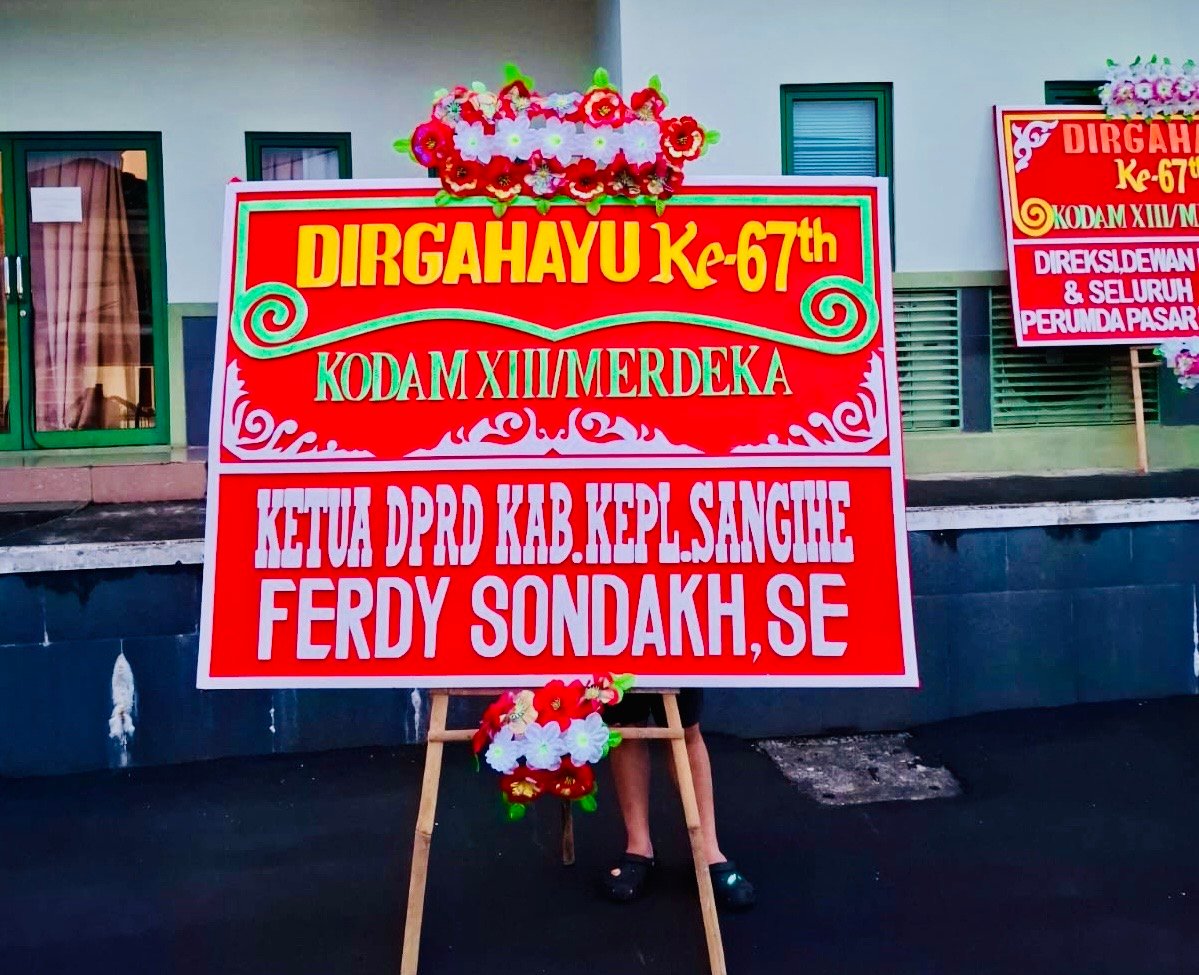 DIRGAHAYU Ke-67th
KODAM XIII/MERDEKA
KETUA DPRD KAB.KEPL.SANGIHE
FERDY SONDAKH,SE
Ke-67th
KODAM XIII/M
DIREKSI,DEWAN
& SELURUH
PERUMDA PASAR